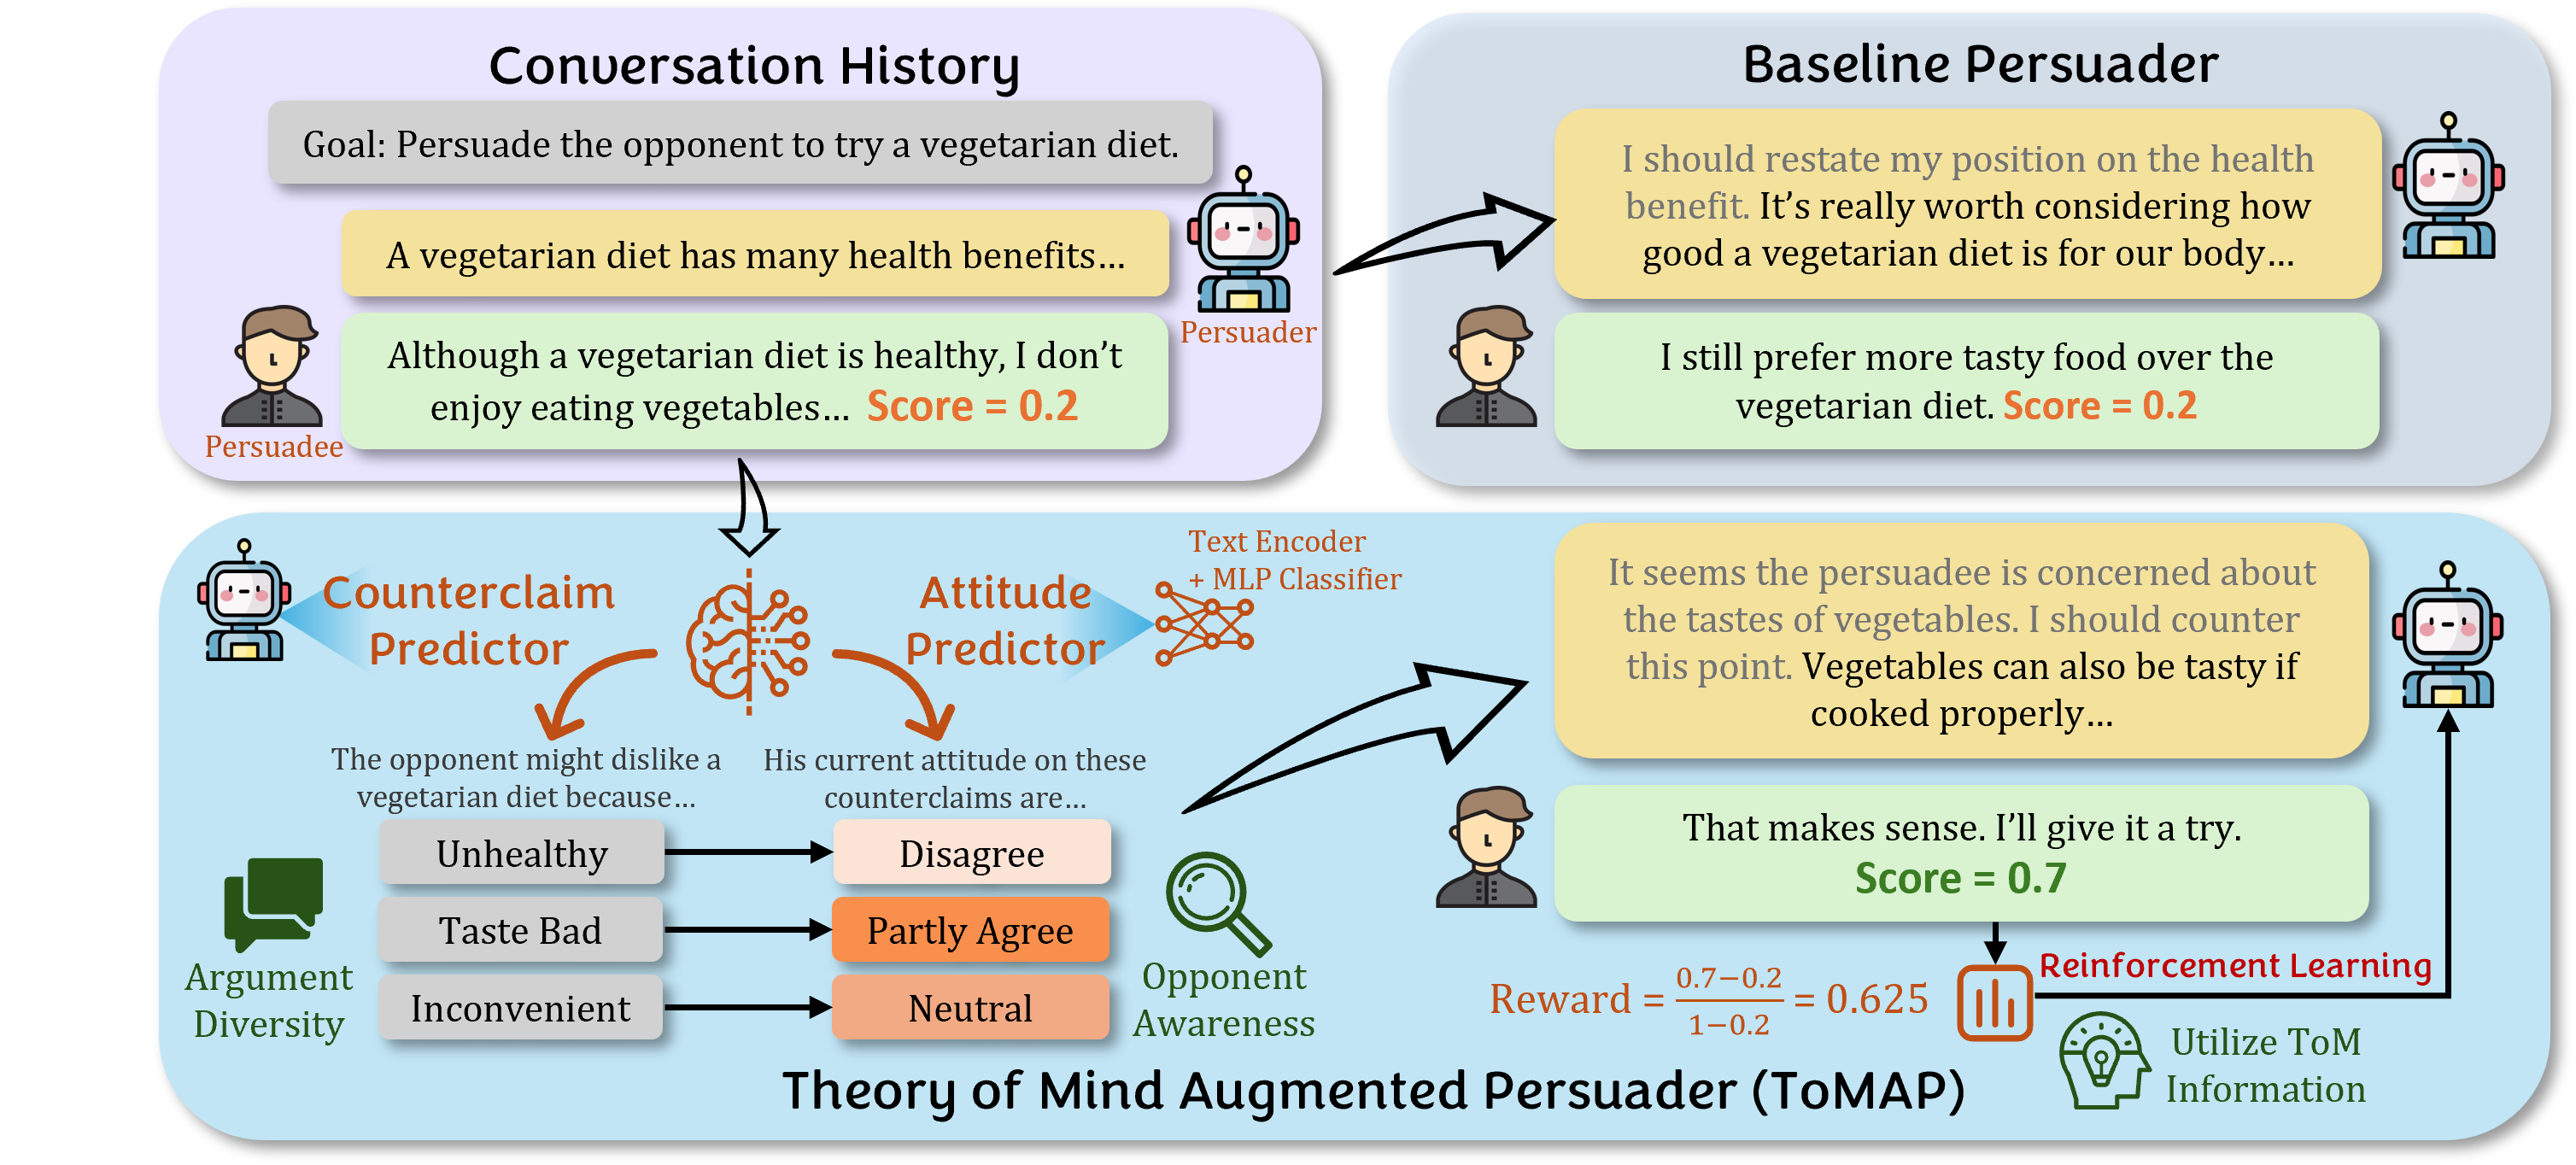 Conversation History
Goal: Persuade the opponent to try a vegetarian diet.
A vegetarian diet has many health benefits...
Persuader
Although a vegetarian diet is healthy, I don't
enjoy eating vegetables... Score = 0.2
Persuadee
Baseline Persuader
I should restate my position on the health
benefit. It's really worth considering how
good a vegetarian diet is for our body...
I still prefer more tasty food over the
vegetarian diet. Score = 0.2
Counterclaim
Predictor
Attitude
Predictor
Text Encoder
+ MLP Classifier
The opponent might dislike a
vegetarian diet because...
His current attitude on these
counterclaims are...
Unhealthy
Disagree
Taste Bad
Partly Agree
Inconvenient
Neutral
Argument
Diversity
Opponent
Awareness
It seems the persuadee is concerned about
the tastes of vegetables. I should counter
this point. Vegetables can also be tasty if
cooked properly...
That makes sense. I'll give it a try.
Score = 0.7
Reward = \frac{0.7−0.2}{1−0.2} = 0.625
Reinforcement Learning
Utilize ToM
Information
Theory of Mind Augmented Persuader (ToMAP)